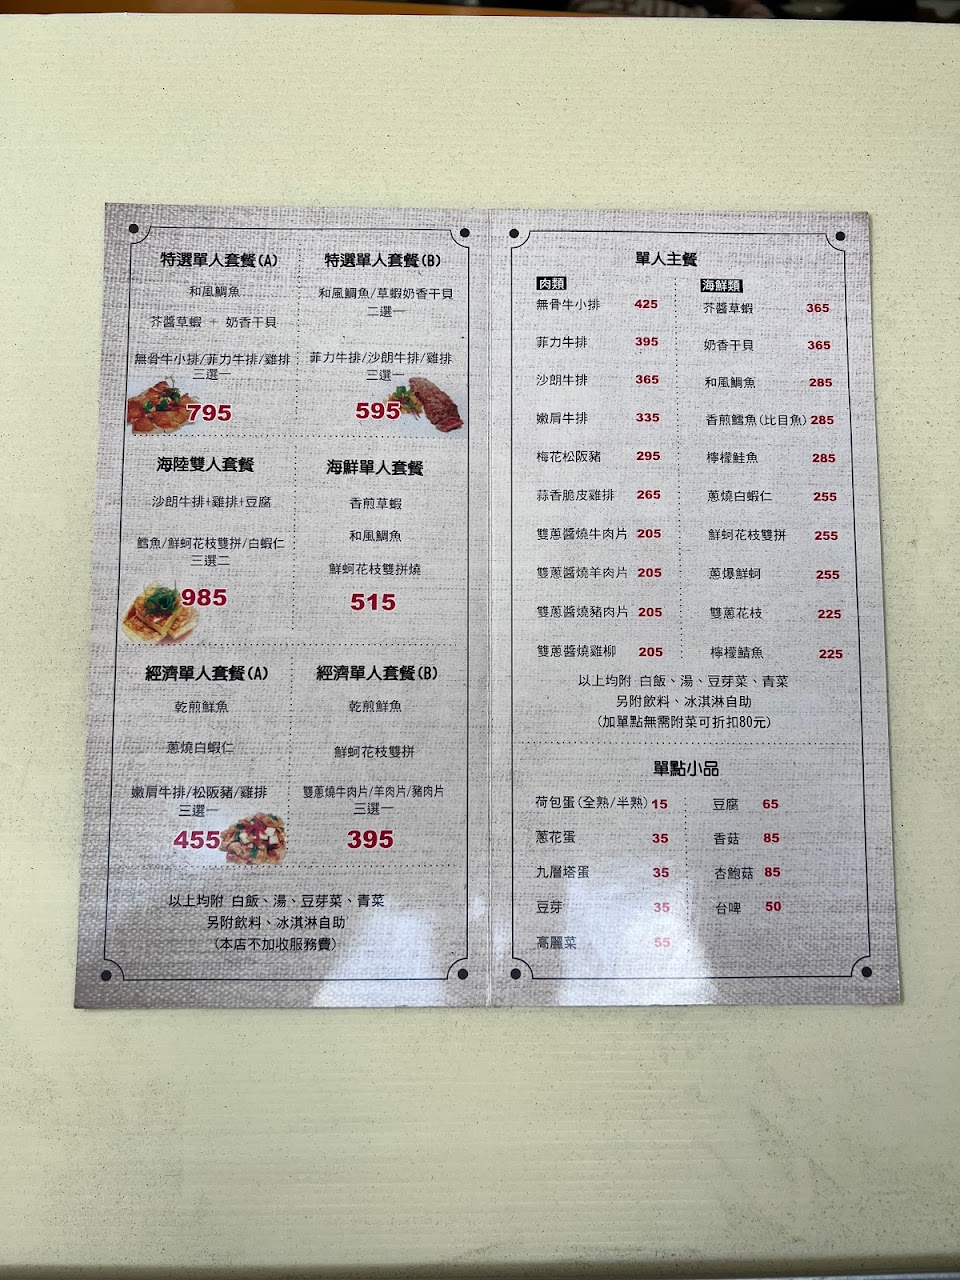 特選單人套餐(A)
和風鯛魚
芥醬草蝦 + 奶香干貝
無骨牛小排/菲力牛排/雞排
三選一
795
特選單人套餐(B)
和風鯛魚/草蝦奶香干貝
二選一
菲力牛排/沙朗牛排/雞排
三選一
595
海陸雙人套餐
沙朗牛排+雞排+豆腐
鱈魚/鮮蚵花枝雙拼/白蝦仁
三選二
985
海鮮單人套餐
香煎草蝦
和風鯛魚
鮮蚵花枝雙拼燒
515
經濟單人套餐(A)
乾煎鮮魚
蔥燒白蝦仁
嫩肩牛排/松阪豬/雞排
三選一
455
經濟單人套餐(B)
乾煎鮮魚
鮮蚵花枝雙拼
雙蔥燒牛肉片/羊肉片/豬肉片
三選一
395
以上均附 白飯、湯、豆芽菜、青菜
另附飲料、冰淇淋自助
(本店不加收服務費)
單人主餐
肉類
無骨牛小排 425
菲力牛排 395
沙朗牛排 365
嫩肩牛排 335
梅花松阪豬 295
蒜香脆皮雞排 265
雙蔥醬燒牛肉片 205
雙蔥醬燒羊肉片 205
雙蔥醬燒豬肉片 205
雙蔥醬燒雞柳 205
海鮮類
芥醬草蝦 365
奶香干貝 365
和風鯛魚 285
香煎鱈魚(比目魚) 285
檸檬鮭魚 285
蔥燒白蝦仁 255
鮮蚵花枝雙拼 255
蔥爆鮮蚵 255
雙蔥花枝 225
檸檬鯖魚 225
以上均附 白飯、湯、豆芽菜、青菜
另附飲料、冰淇淋自助
(加單點無需附菜可折扣80元)
單點小品
荷包蛋(全熟/半熟) 15
蔥花蛋 35
九層塔蛋 35
豆芽 35
高麗菜 55
豆腐 65
香菇 85
杏鮑菇 85
台啤 50